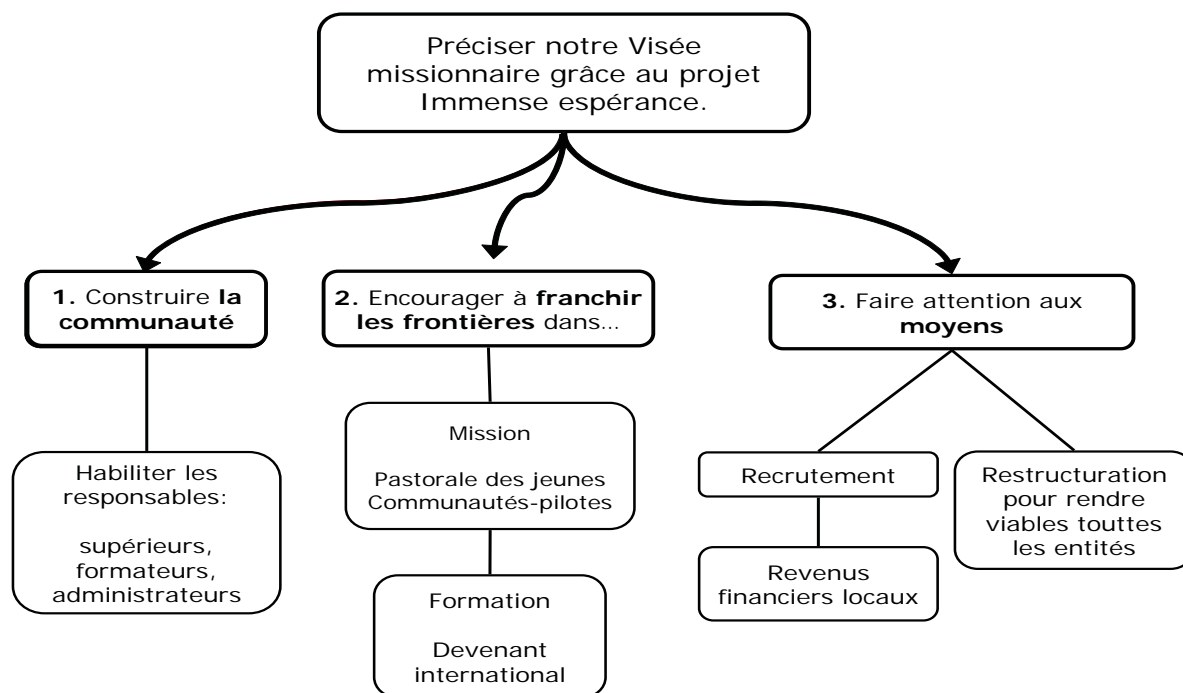 Préciser notre Visée
missionnaire grâce au projet
Immense espérance.
1. Construire la
communauté
2. Encourager à franchir
les frontières dans...
3. Faire attention aux
moyens
Habiliter les
responsables:
supérieurs,
formateurs,
administrateurs
Mission
Pastorale des jeunes
Communautés-pilotes
Formation
Devenant
international
Recrutement
Revenus
financiers locaux
Restructuration
pour rendre
viables touttes
les entités